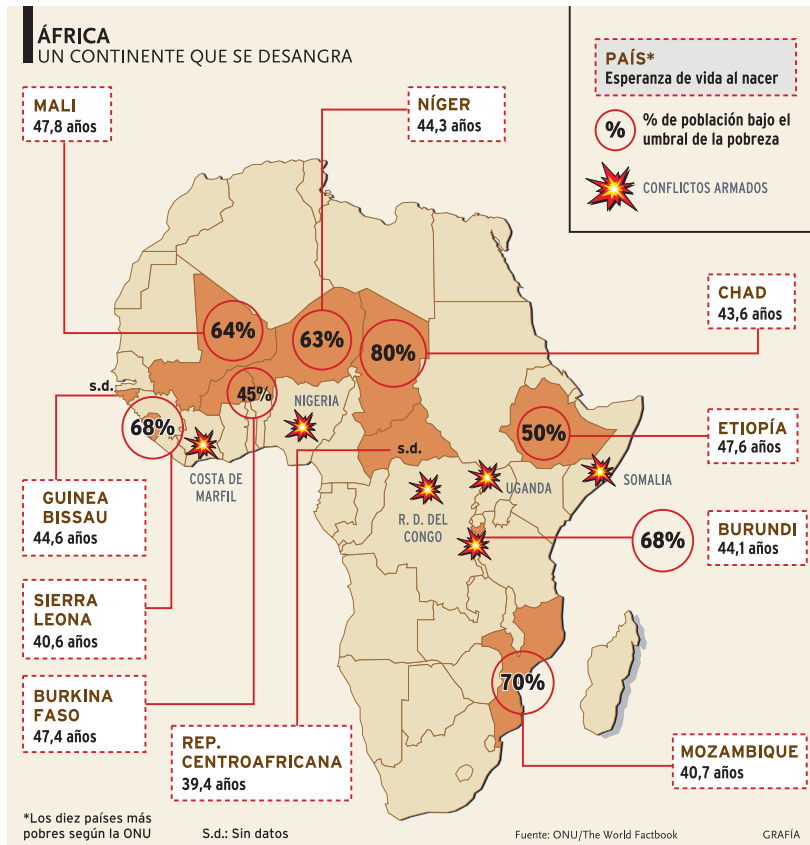 ÁFRICA
UN CONTINENTE QUE SE DESANGRA
PAÍS*
Esperanza de vida al nacer
%
% de población bajo el
umbral de la pobreza
CONFLICTOS ARMADOS
MALI
47,8 años
NÍGER
44,3 años
CHAD
43,6 años
64%
63%
80%
s.d.
45%
68%
NIGERIA
COSTA DE
MARFIL
s.d.
50%
ETIOPÍA
47,6 años
UGANDA
SOMALIA
R. D. DEL
CONGO
GUINEA
BISSAU
44,6 años
68%
BURUNDI
44,1 años
SIERRA
LEONA
40,6 años
70%
BURKINA
FASO
47,4 años
REP.
CENTROAFRICANA
39,4 años
MOZAMBIQUE
40,7 años
*Los diez países más
pobres según la ONU
S.d.: Sin datos
Fuente: ONU/The World Factbook
GRAFÍA